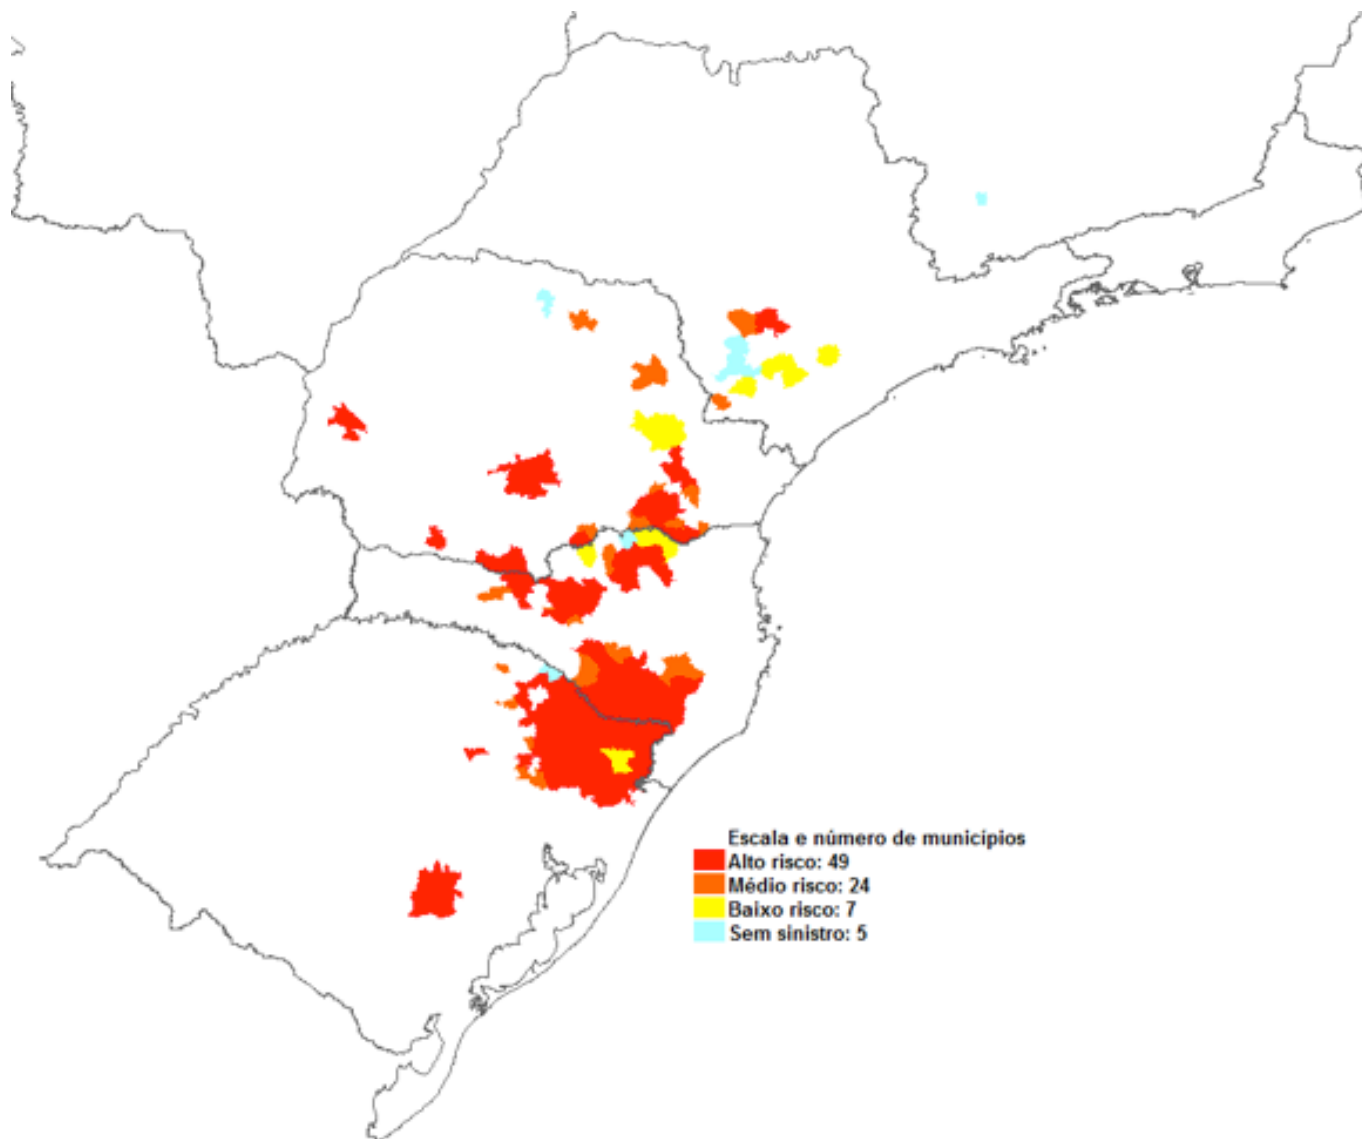 Escala e número de municípios
Alto risco: 49
Médio risco: 24
Baixo risco: 7
Sem sinistro: 5